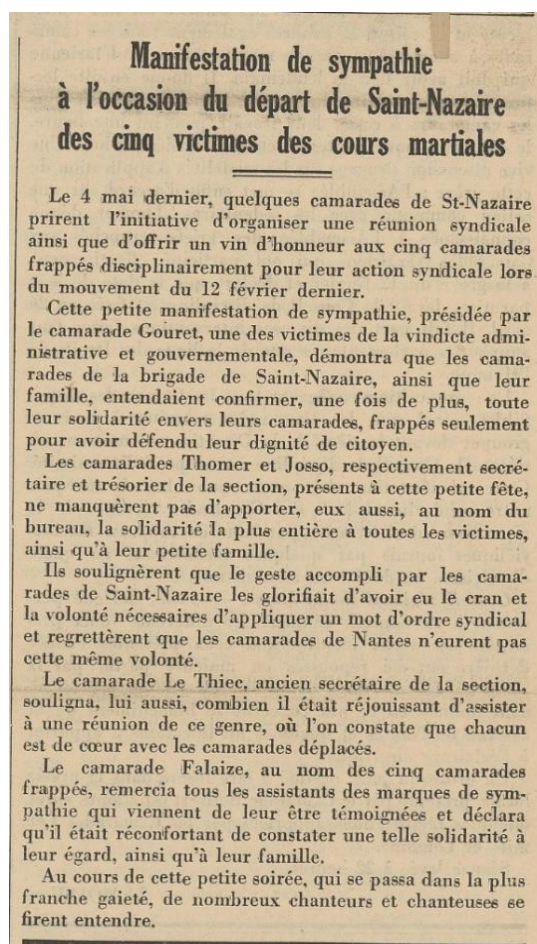 Manifestation de sympathie
à l'occasion du départ de Saint-Nazaire
des cinq victimes des cours martiales
Le 4 mai dernier, quelques camarades de St-Nazaire
prirent l'initiative d'organiser une réunion syndicale
ainsi que d'offrir un vin d'honneur aux cinq camarades
frappés disciplinairement pour leur action syndicale lors
du mouvement du 12 février dernier.
Cette petite manifestation de sympathie, présidée par
le camarade Gouret, une des victimes de la vindicte admi-
nistrative et gouvernementale, démontra que les cama-
rades de la brigade de Saint-Nazaire, ainsi que leur
famille, entendaient confirmer, une fois de plus, toute
leur solidarité envers leurs camarades, frappés seulement
pour avoir défendu leur dignité de citoyen.
Les camarades Thomer et Josso, respectivement secré-
taire et trésorier de la section, présents à cette petite fête,
ne manquèrent pas d'apporter, eux aussi, au nom du
bureau, la solidarité la plus entière à toutes les victimes,
ainsi qu'à leur petite famille.
Ils soulignèrent que le geste accompli par les cama-
rades de Saint-Nazaire les glorifiait d'avoir eu le cran et
la volonté nécessaires d'appliquer un mot d'ordre syndical
et regrettèrent que les camarades de Nantes n'eurent pas
cette même volonté.
Le camarade Le Thiec, ancien secrétaire de la section,
souligna, lui aussi, combien il était réjouissant d'assister
à une réunion de ce genre, où l'on constate que chacun
est de cœur avec les camarades déplacés.
Le camarade Falaize, au nom des cinq camarades
frappés, remercia tous les assistants des marques de sym-
pathie qui viennent de leur être témoignées et déclara
qu'il était réconfortant de constater une telle solidarité à
leur égard, ainsi qu'à leur famille.
Au cours de cette petite soirée, qui se passa dans la plus
franche gaieté, de nombreux chanteurs et chanteuses se
firent entendre.